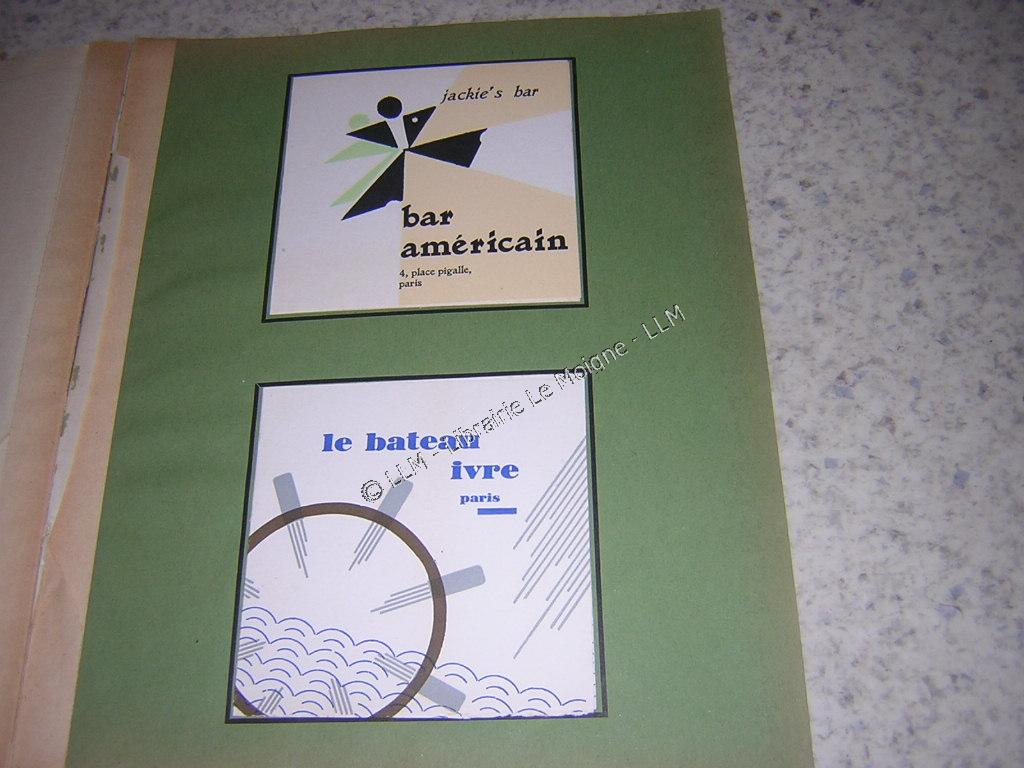 jackie's bar
bar
américain
4, place pigalle,
paris
le bateau
ivre
paris
© LLM - Librairie Le Moigne - LLM